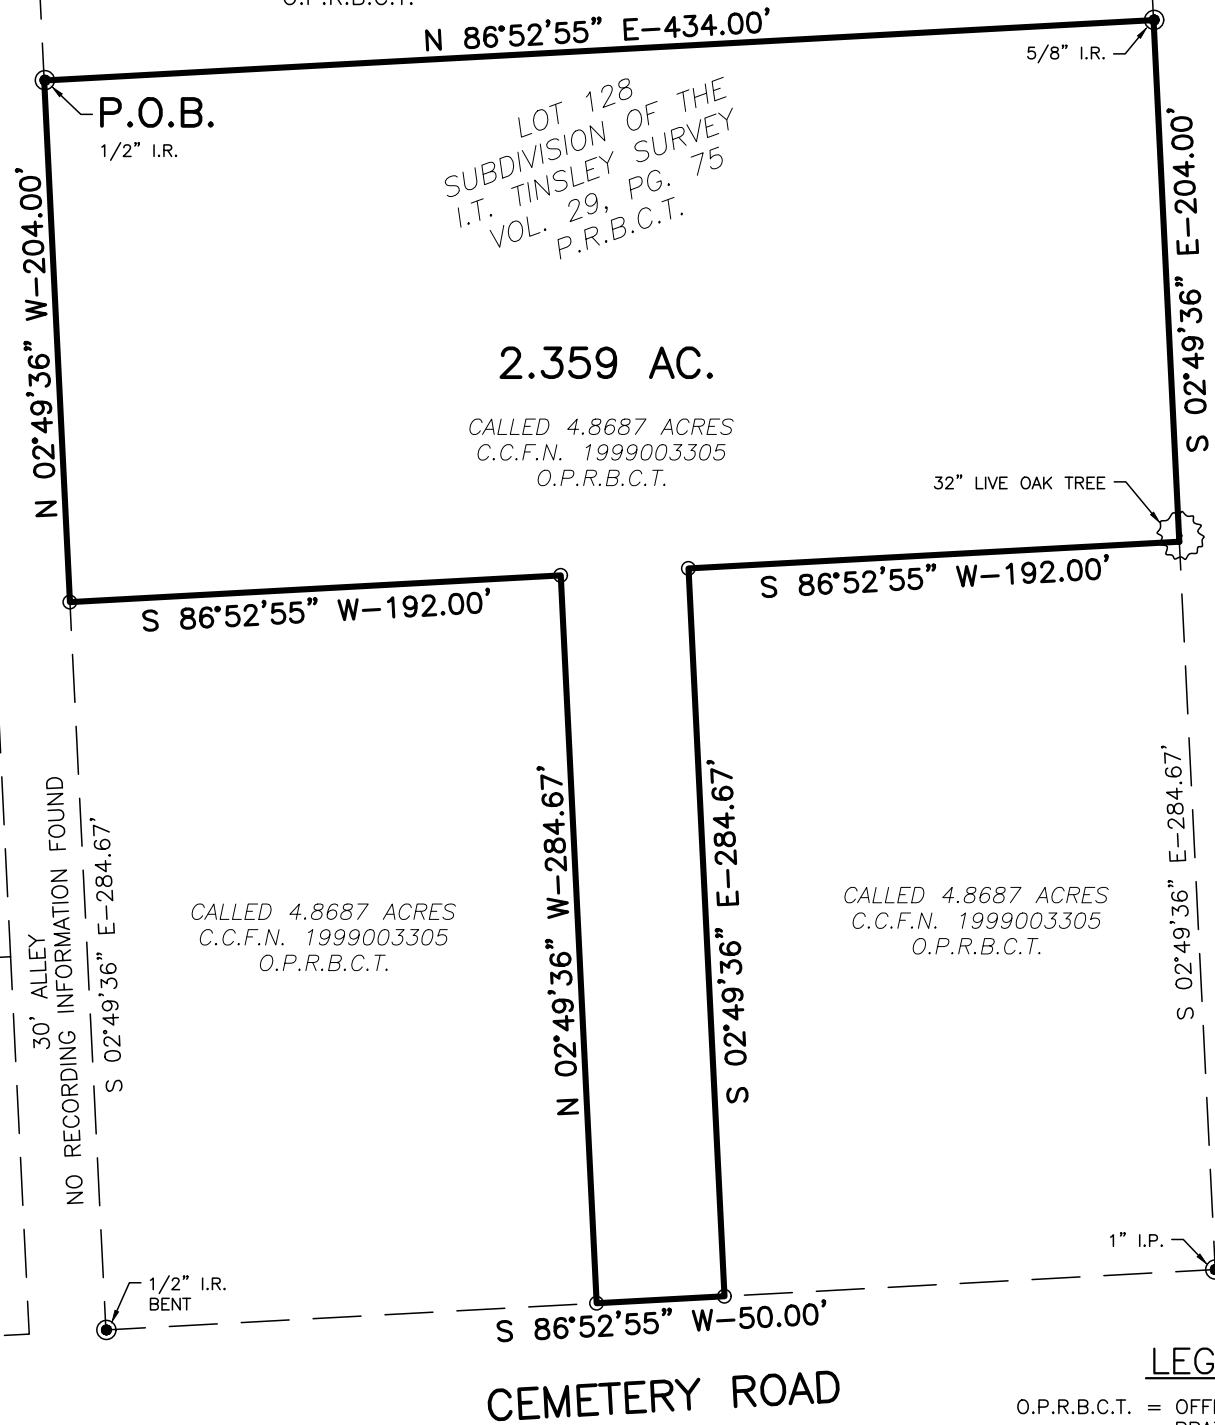 O.P.R.B.C.T.
N 86°52'55" E-434.00'
5/8" I.R.
P.O.B.
1/2" I.R.
LOT 128
SUBDIVISION OF THE
I.T. TINSLEY SURVEY
VOL. 29, PG. 75
P.R.B.C.T.
N 02°49'36" W-204.00'
S 02°49'36" E-204.00'
2.359 AC.
CALLED 4.8687 ACRES
C.C.F.N. 1999003305
O.P.R.B.C.T.
32" LIVE OAK TREE
S 86°52'55" W-192.00'
S 86°52'55" W-192.00'
30' ALLEY
NO RECORDING INFORMATION FOUND
S 02°49'36" E-284.67'
CALLED 4.8687 ACRES
C.C.F.N. 1999003305
O.P.R.B.C.T.
N 02°49'36" W-284.67'
S 02°49'36" E-284.67'
CALLED 4.8687 ACRES
C.C.F.N. 1999003305
O.P.R.B.C.T.
S 02°49'36" E-284.67'
1" I.P.
1/2" I.R.
BENT
S 86°52'55" W-50.00'
CEMETERY ROAD
LEG
O.P.R.B.C.T. = OFF